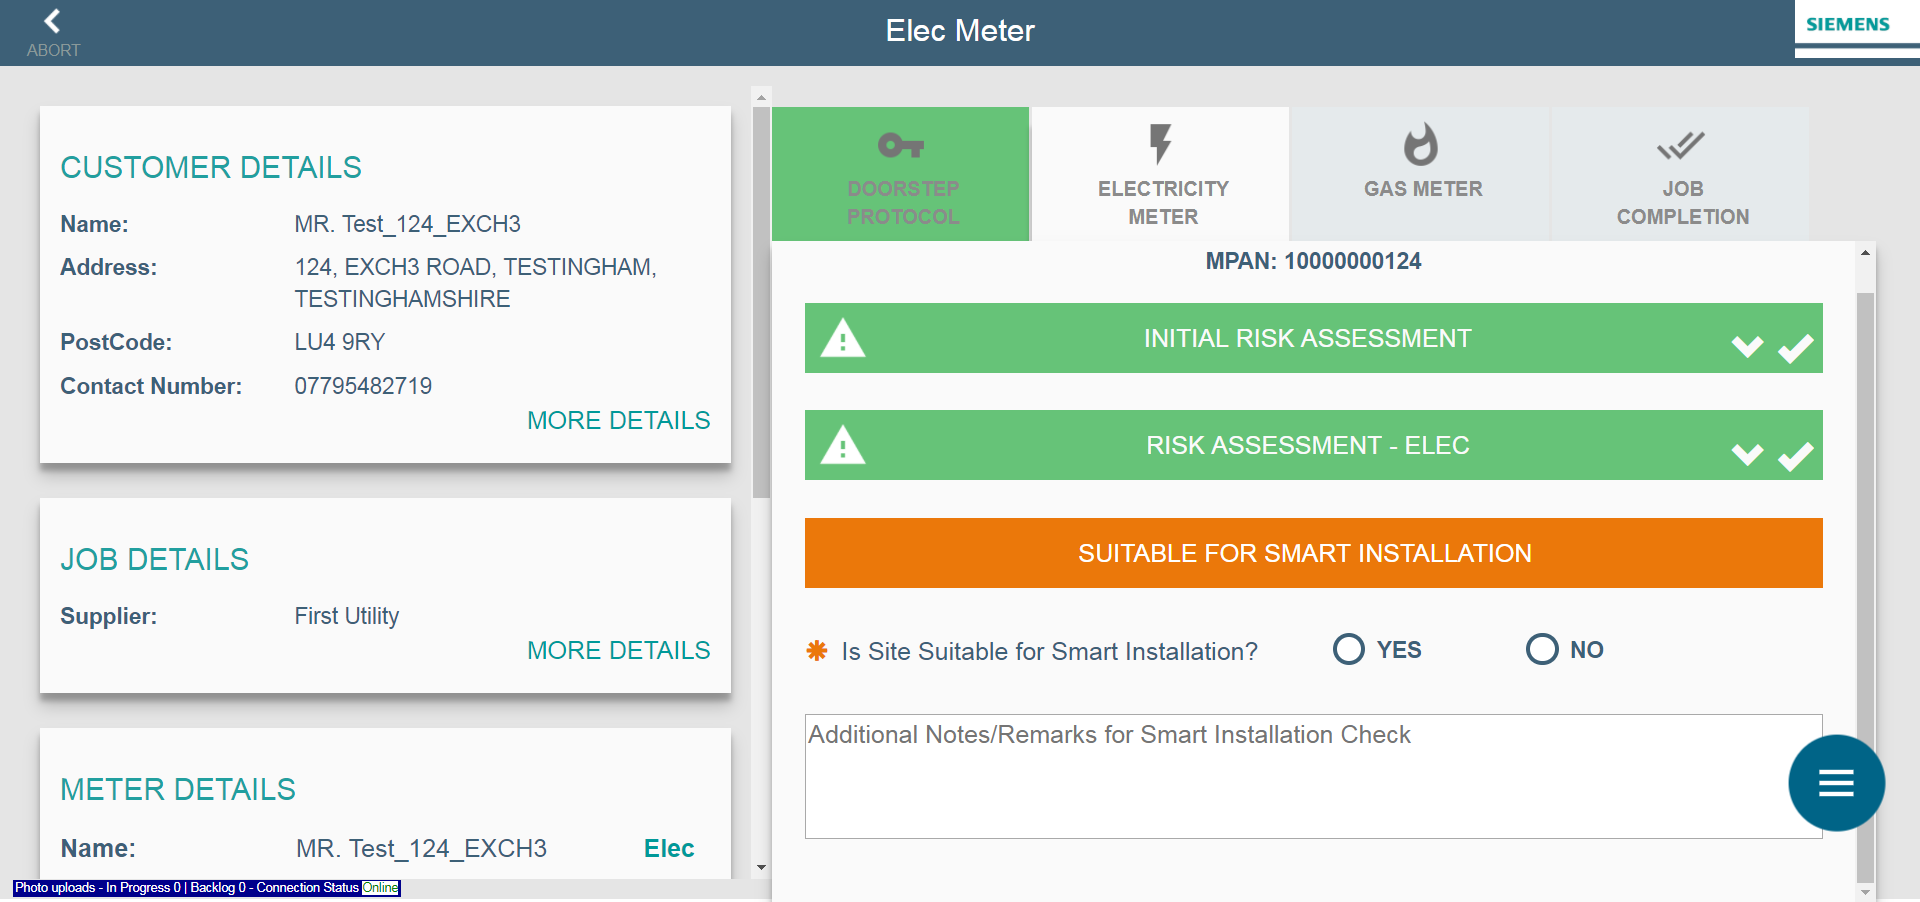 ABORT
Elec Meter
SIEMENS
CUSTOMER DETAILS
Name: MR. Test_124_EXCH3
Address: 124, EXCH3 ROAD, TESTINGHAM,
TESTINGHAMSHIRE
PostCode: LU4 9RY
Contact Number: 07795482719
MORE DETAILS
JOB DETAILS
Supplier: First Utility
MORE DETAILS
METER DETAILS
Name: MR. Test_124_EXCH3 Elec
Photo uploads - In Progress 0 | Backlog 0 - Connection Status Online
DOORSTEP
PROTOCOL
ELECTRICITY
METER
GAS METER
JOB
COMPLETION
MPAN: 10000000124
INITIAL RISK ASSESSMENT
RISK ASSESSMENT - ELEC
SUITABLE FOR SMART INSTALLATION
✱ Is Site Suitable for Smart Installation? YES NO
Additional Notes/Remarks for Smart Installation Check